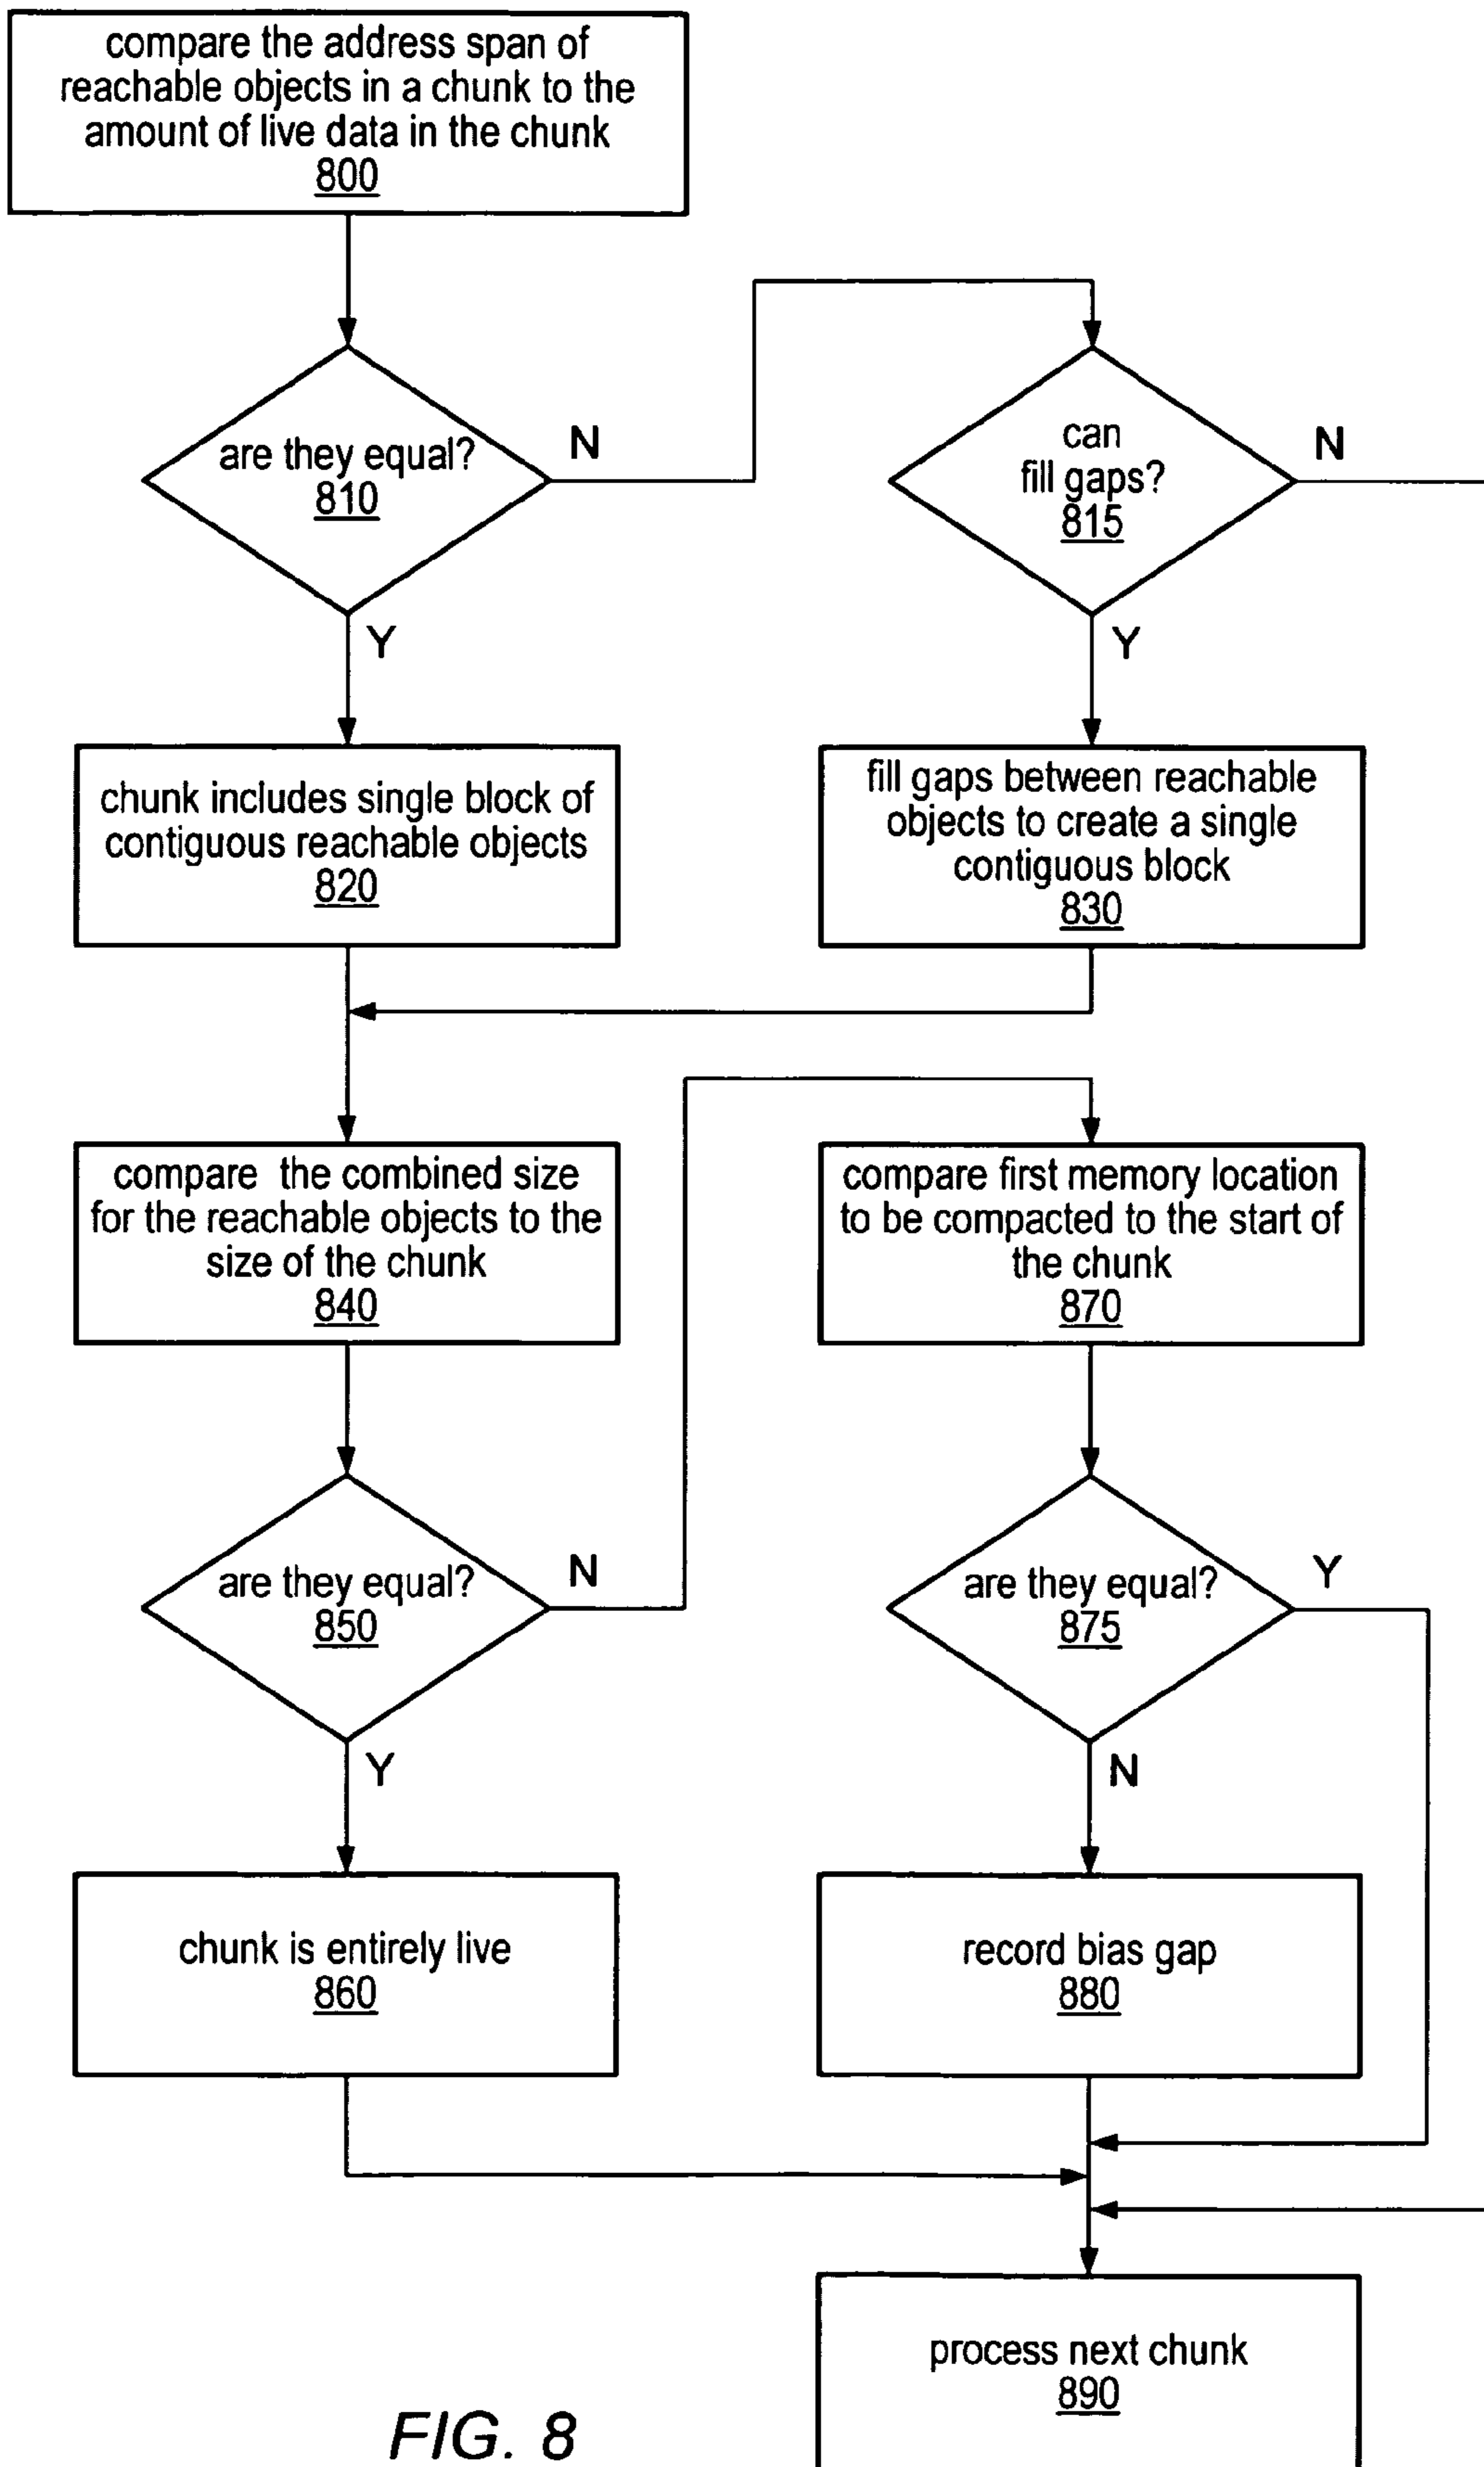 compare the address span of
reachable objects in a chunk to the
amount of live data in the chunk
800
are they equal?
810
N
Y
can
fill gaps?
815
N
Y
chunk includes single block of
contiguous reachable objects
820
fill gaps between reachable
objects to create a single
contiguous block
830
compare the combined size
for the reachable objects to the
size of the chunk
840
compare first memory location
to be compacted to the start of
the chunk
870
are they equal?
850
N
Y
are they equal?
875
Y
N
chunk is entirely live
860
record bias gap
880
process next chunk
890
FIG. 8